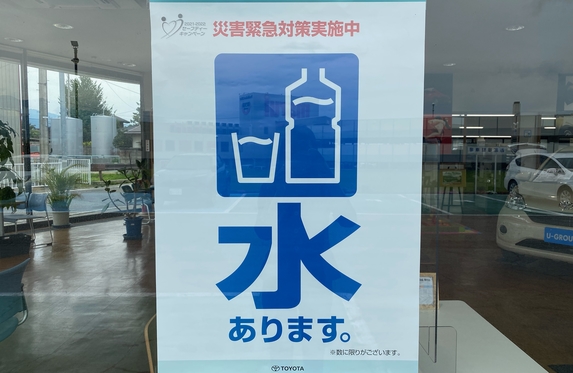 災害緊急対策実施中
水
あります。
※数に限りがございます。
TOYOTA
U-GROU